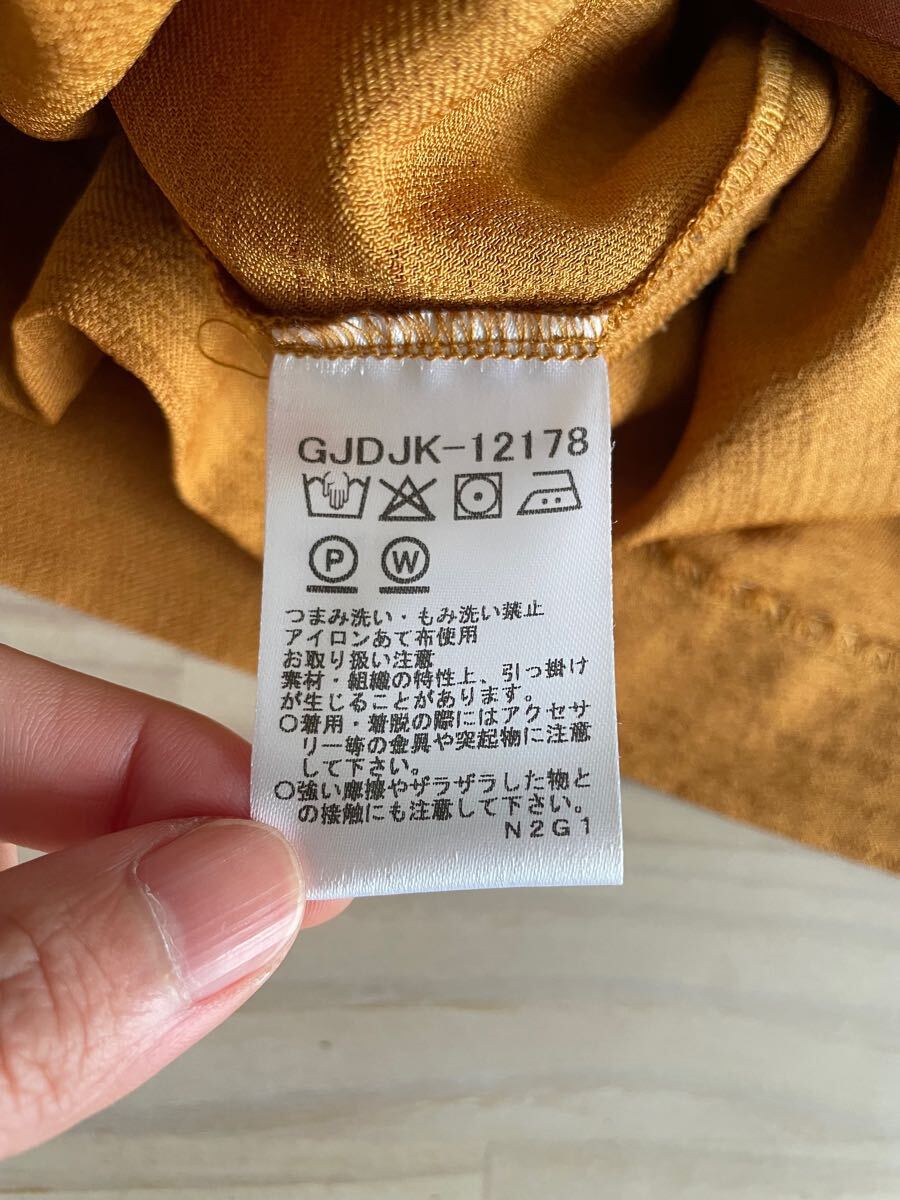 GJDJK-12178
P W
つまみ洗い・もみ洗い禁止
アイロンあて布使用
お取り扱い注意
素材・組織の特性上、引っ掛け
が生じることがあります。
○着用・着脱の際にはアクセサ
リー等の金具や突起物に注意
して下さい。
○強い摩擦やザラザラした物と
の接触にも注意して下さい。
N2G1